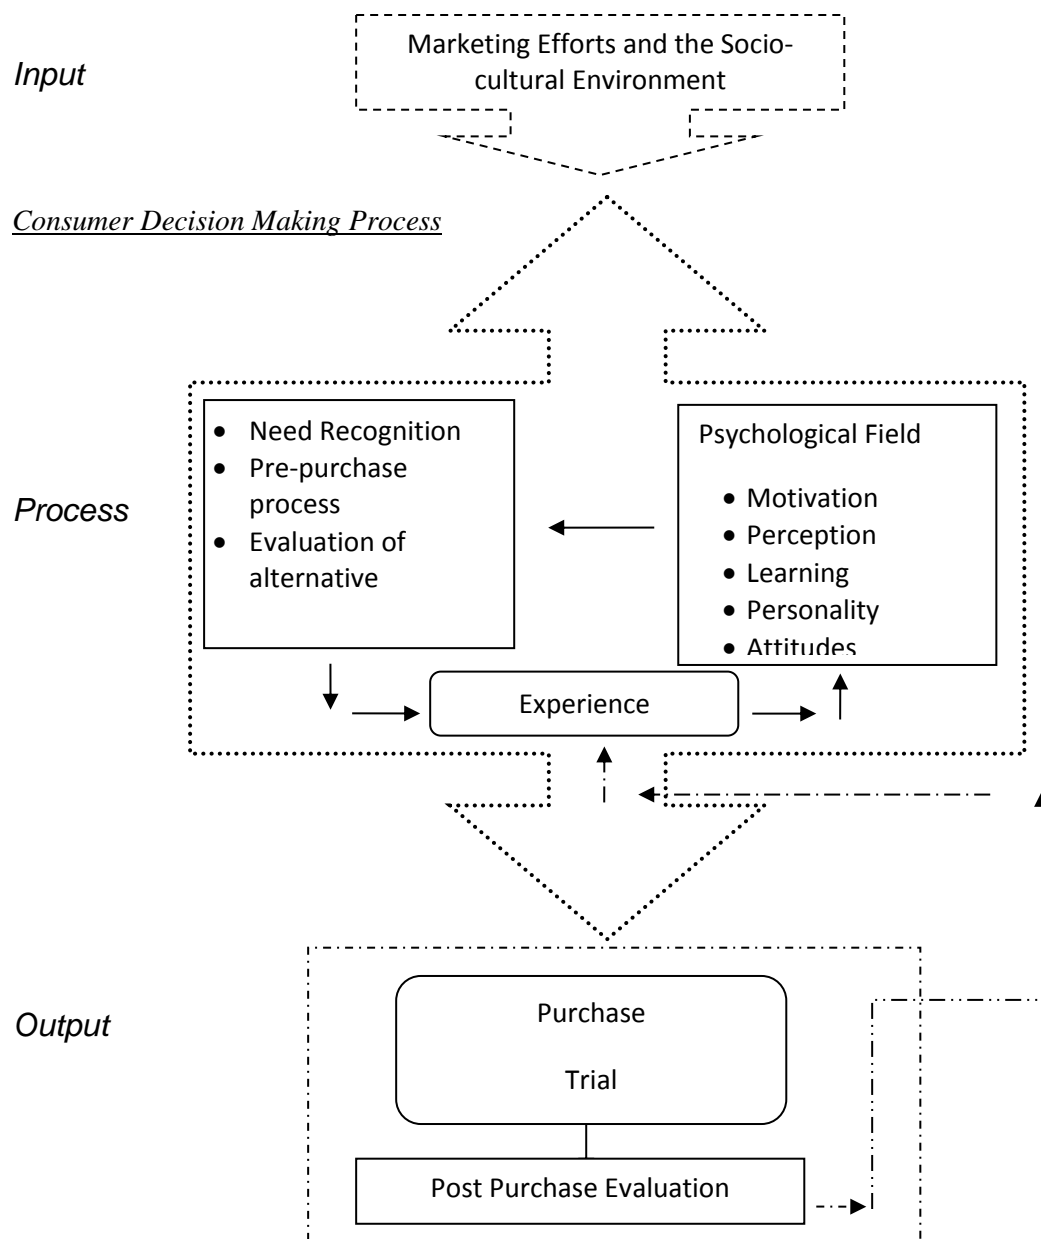 Marketing Efforts and the Socio-
cultural Environment
Input
Consumer Decision Making Process
• Need Recognition
• Pre-purchase
process
• Evaluation of
alternative
Psychological Field
• Motivation
• Perception
• Learning
• Personality
• Attitudes
Process
Experience
Purchase
Output
Trial
Post Purchase Evaluation